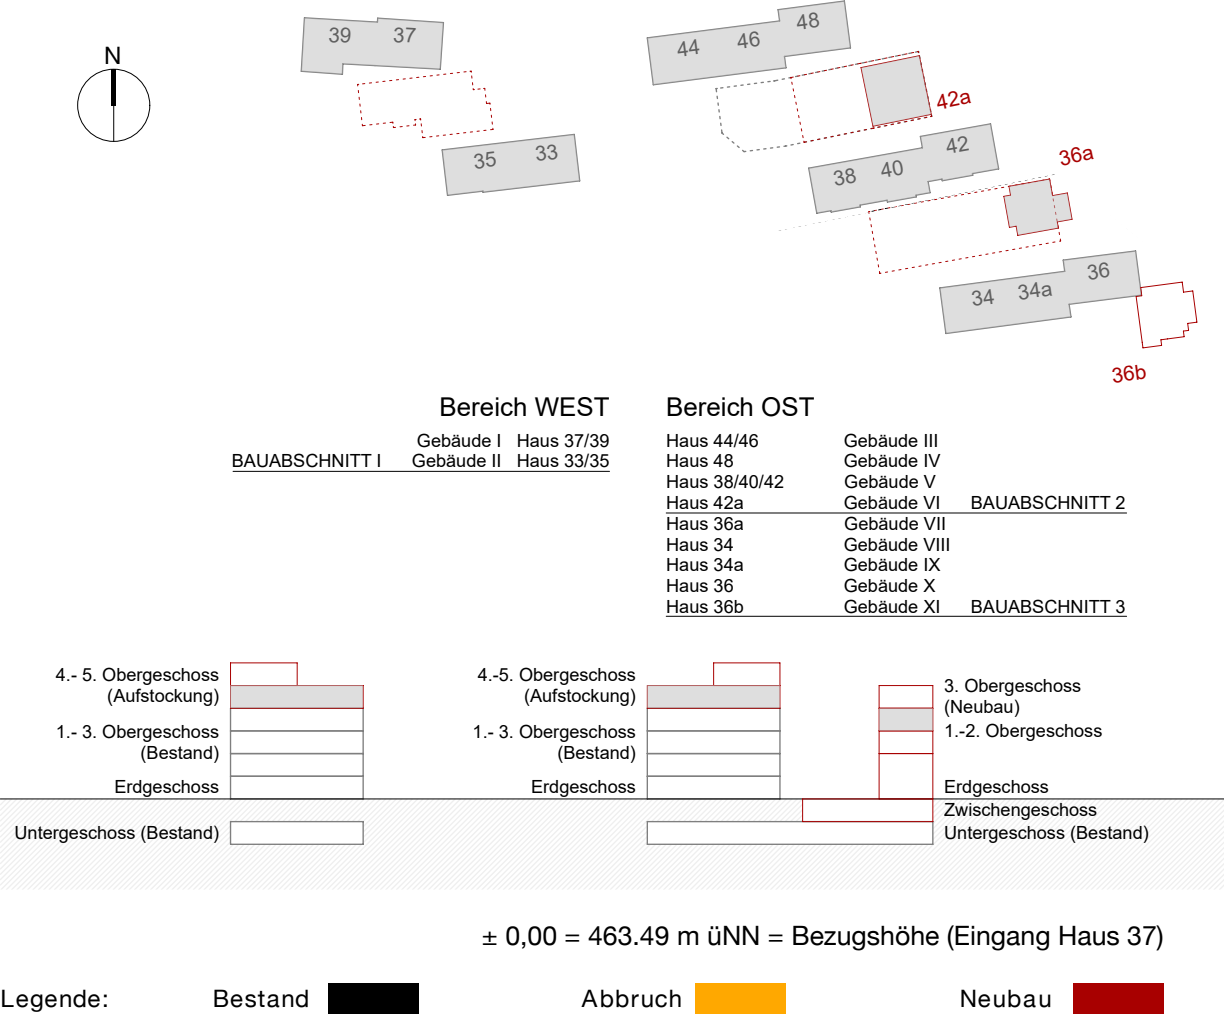 39 37
N
44 46 48
42a
35 33
38 40 42
36a
34 34a 36
36b
Bereich WEST
Gebäude I Haus 37/39
BAUABSCHNITT I Gebäude II Haus 33/35
Bereich OST
Haus 44/46 Gebäude III
Haus 48 Gebäude IV
Haus 38/40/42 Gebäude V
Haus 42a Gebäude VI BAUABSCHNITT 2
Haus 36a Gebäude VII
Haus 34 Gebäude VIII
Haus 34a Gebäude IX
Haus 36 Gebäude X
Haus 36b Gebäude XI BAUABSCHNITT 3
4.- 5. Obergeschoss
(Aufstockung)
1.- 3. Obergeschoss
(Bestand)
Erdgeschoss
Untergeschoss (Bestand)
4.-5. Obergeschoss
(Aufstockung)
1.- 3. Obergeschoss
(Bestand)
Erdgeschoss
3. Obergeschoss
(Neubau)
1.-2. Obergeschoss
Erdgeschoss
Zwischengeschoss
Untergeschoss (Bestand)
± 0,00 = 463.49 m üNN = Bezugshöhe (Eingang Haus 37)
Legende: Bestand Abbruch Neubau